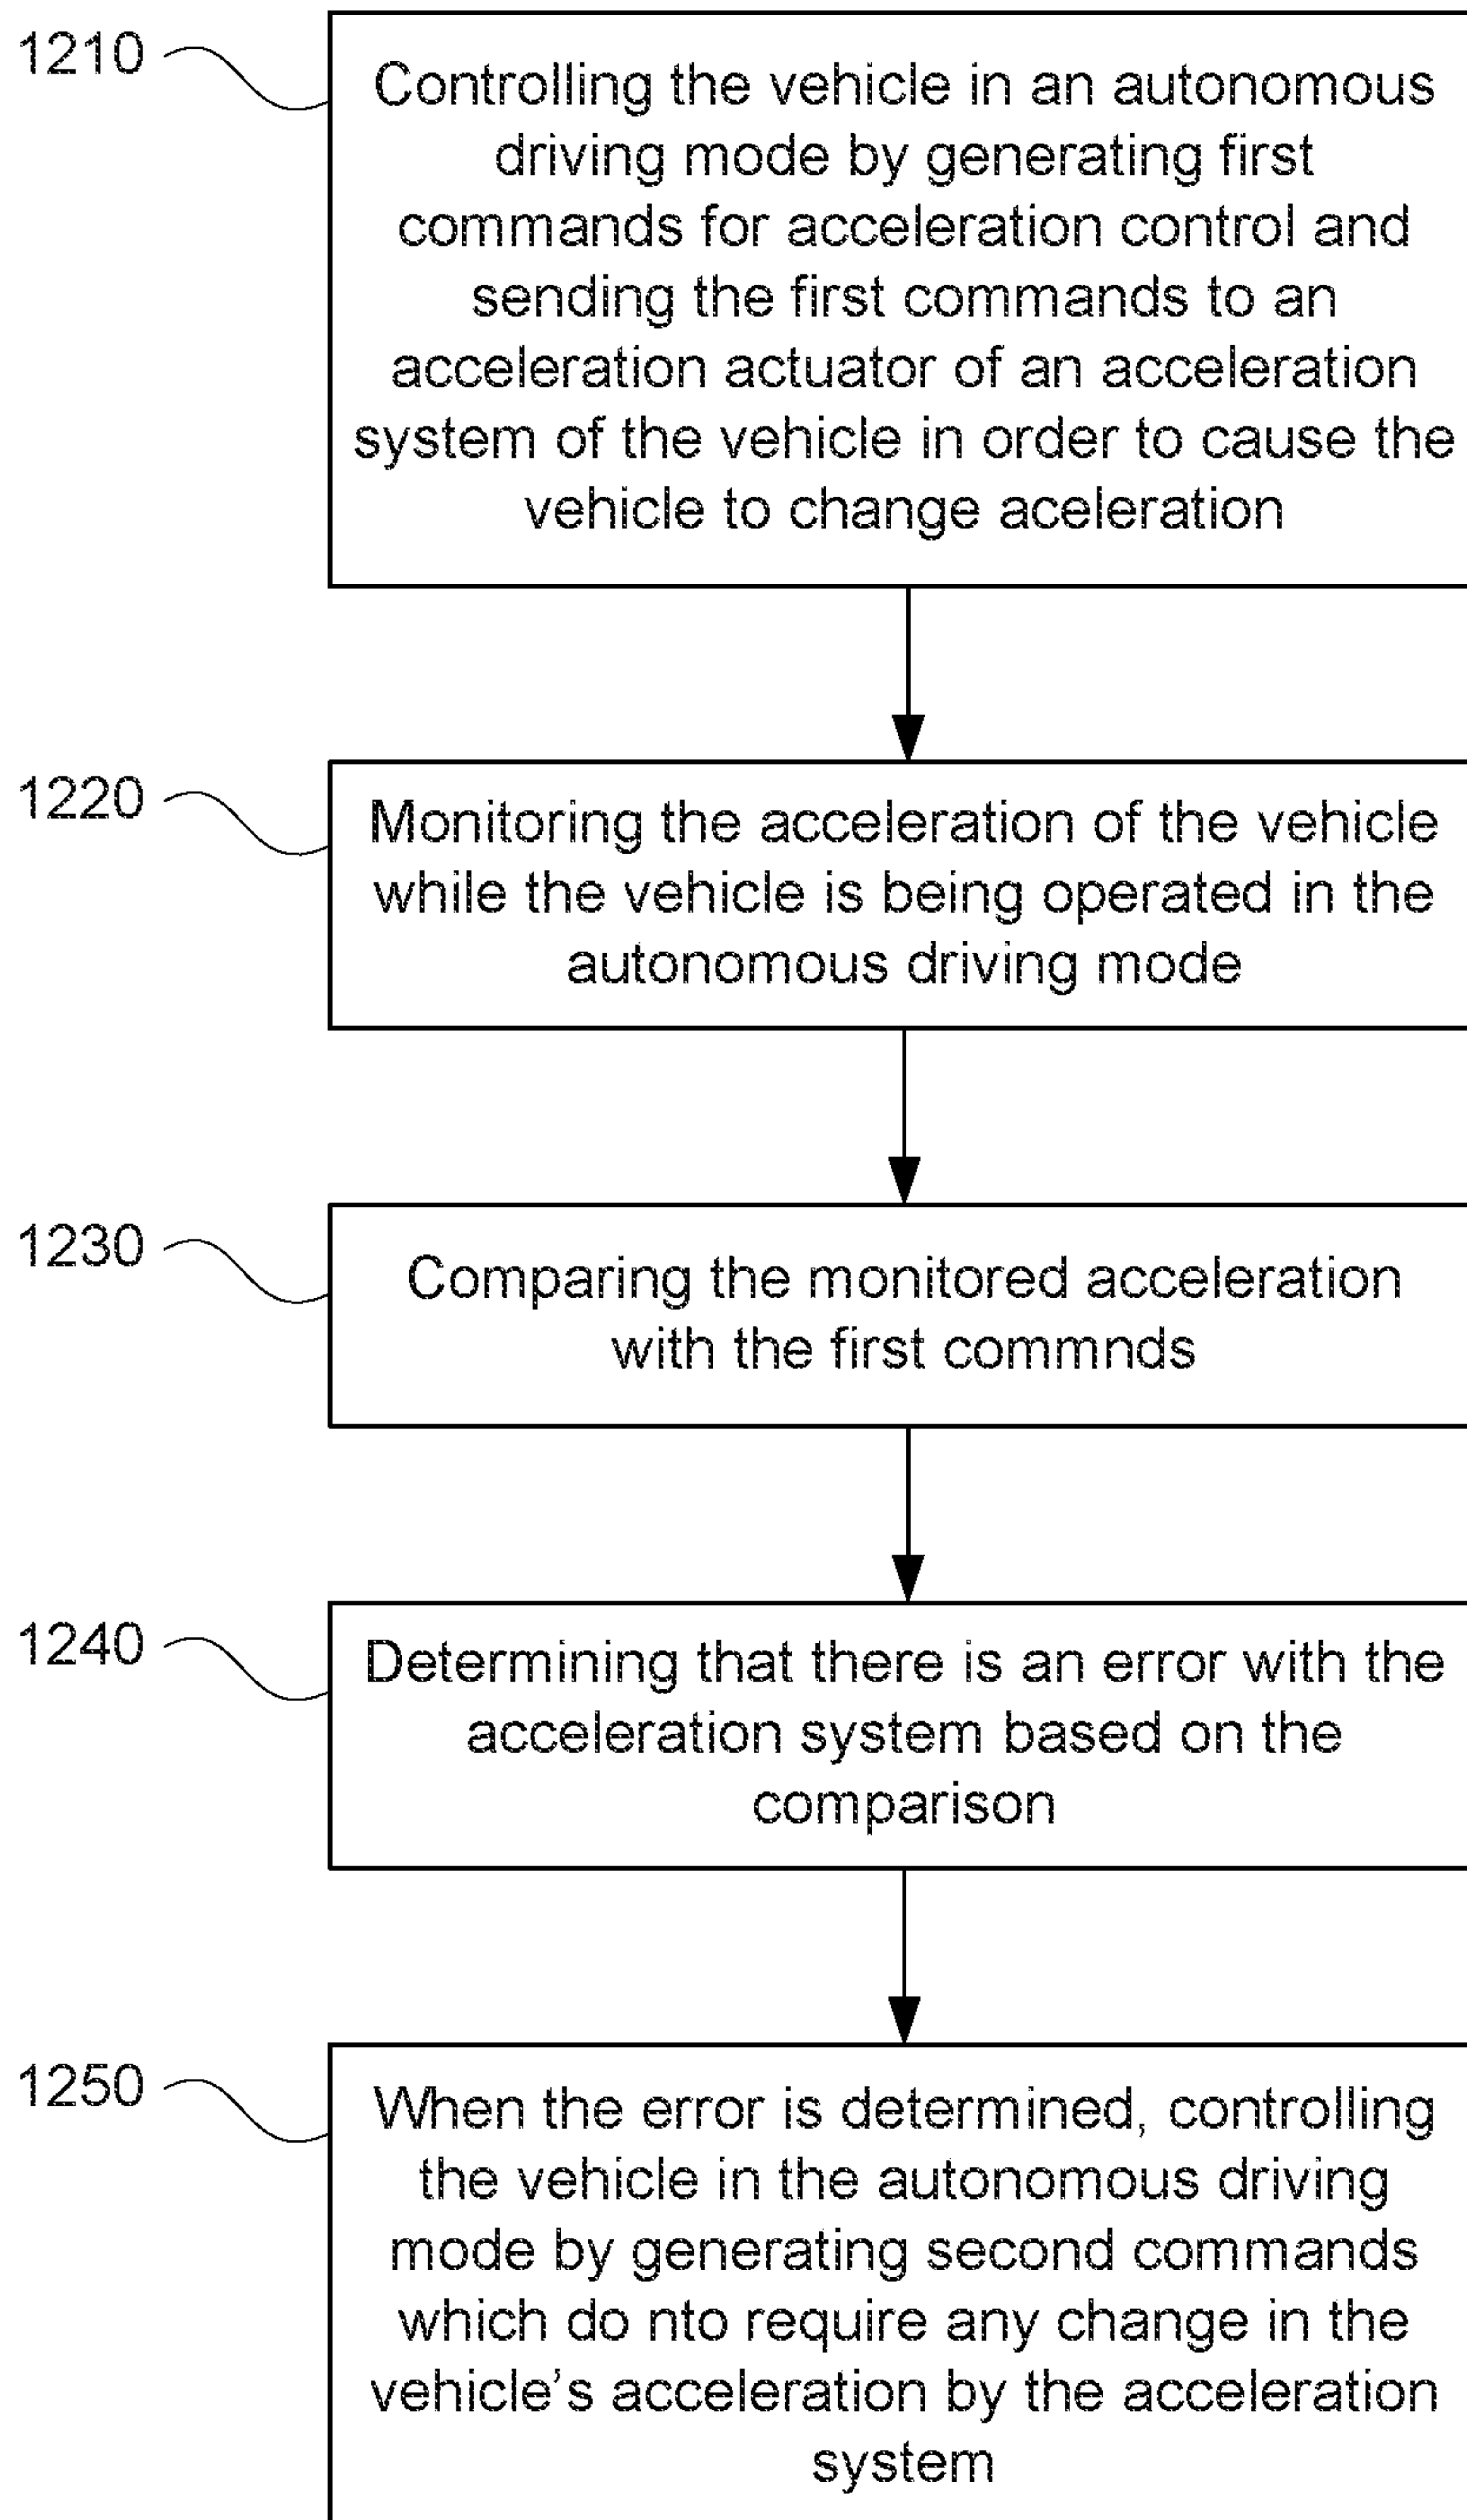 1210
Controlling the vehicle in an autonomous
driving mode by generating first
commands for acceleration control and
sending the first commands to an
acceleration actuator of an acceleration
system of the vehicle in order to cause the
vehicle to change aceleration
1220
Monitoring the acceleration of the vehicle
while the vehicle is being operated in the
autonomous driving mode
1230
Comparing the monitored acceleration
with the first commnds
1240
Determining that there is an error with the
acceleration system based on the
comparison
1250
When the error is determined, controlling
the vehicle in the autonomous driving
mode by generating second commands
which do nto require any change in the
vehicle's acceleration by the acceleration
system